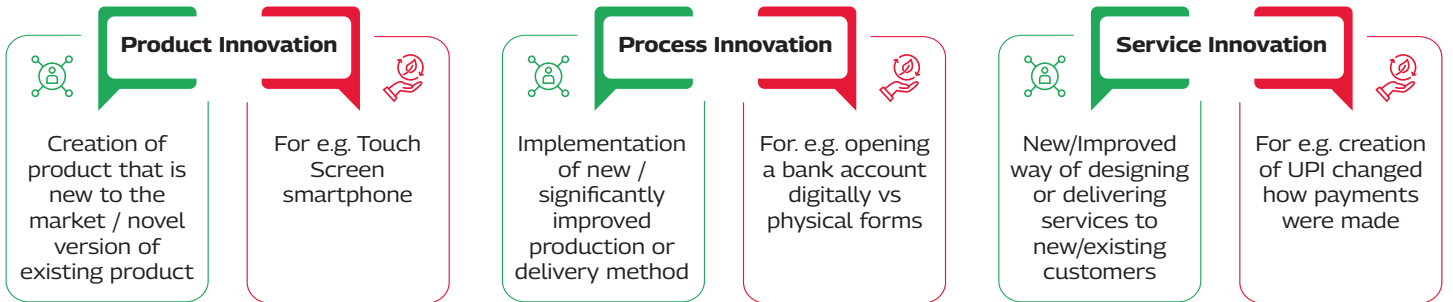 Product Innovation
Creation of
product that is
new to the
market / novel
version of
existing product
For e.g. Touch
Screen
smartphone
Process Innovation
Implementation
of new /
significantly
improved
production or
delivery method
For. e.g. opening
a bank account
digitally vs
physical forms
Service Innovation
New/Improved
way of designing
or delivering
services to
new/existing
customers
For e.g. creation
of UPI changed
how payments
were made